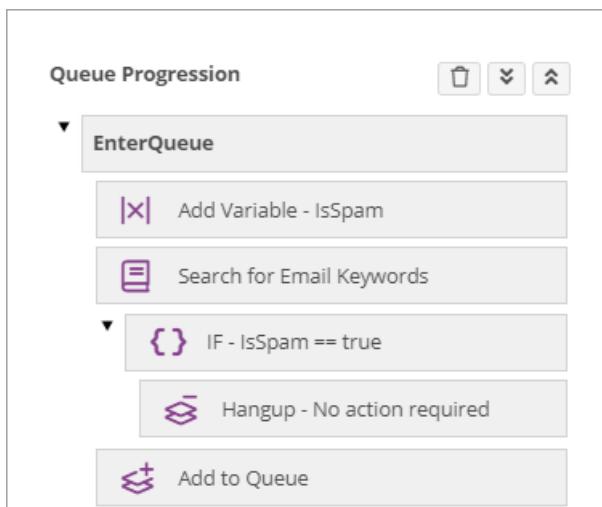 Queue Progression
EnterQueue
Add Variable - IsSpam
Search for Email Keywords
IF - IsSpam == true
Hangup - No action required
Add to Queue